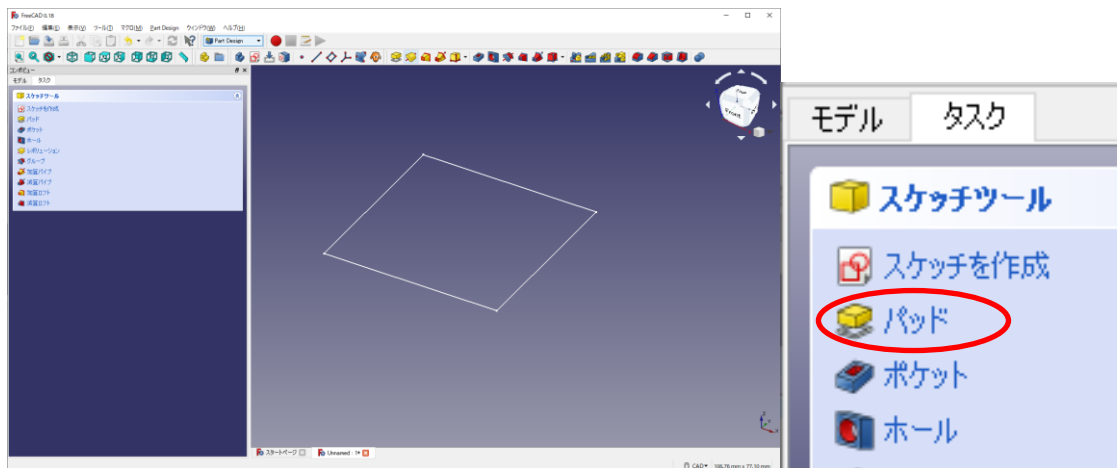 FreeCAD 0.18
ファイル(F) 編集(E) 表示(V) ツール(T) マクロ(M) Part Design ウィンドウ(W) ヘルプ(H)
Part Design
コンボビュー
モデル タスク
スケッチツール
スケッチを作成
パッド
ポケット
ホール
レボリューション
グルーブ
加算パイプ
減算パイプ
加算ロフト
減算ロフト
Front
スタートページ
Unnamed : 1*
CAD
モデル タスク
スケッチツール
スケッチを作成
パッド
ポケット
ホール